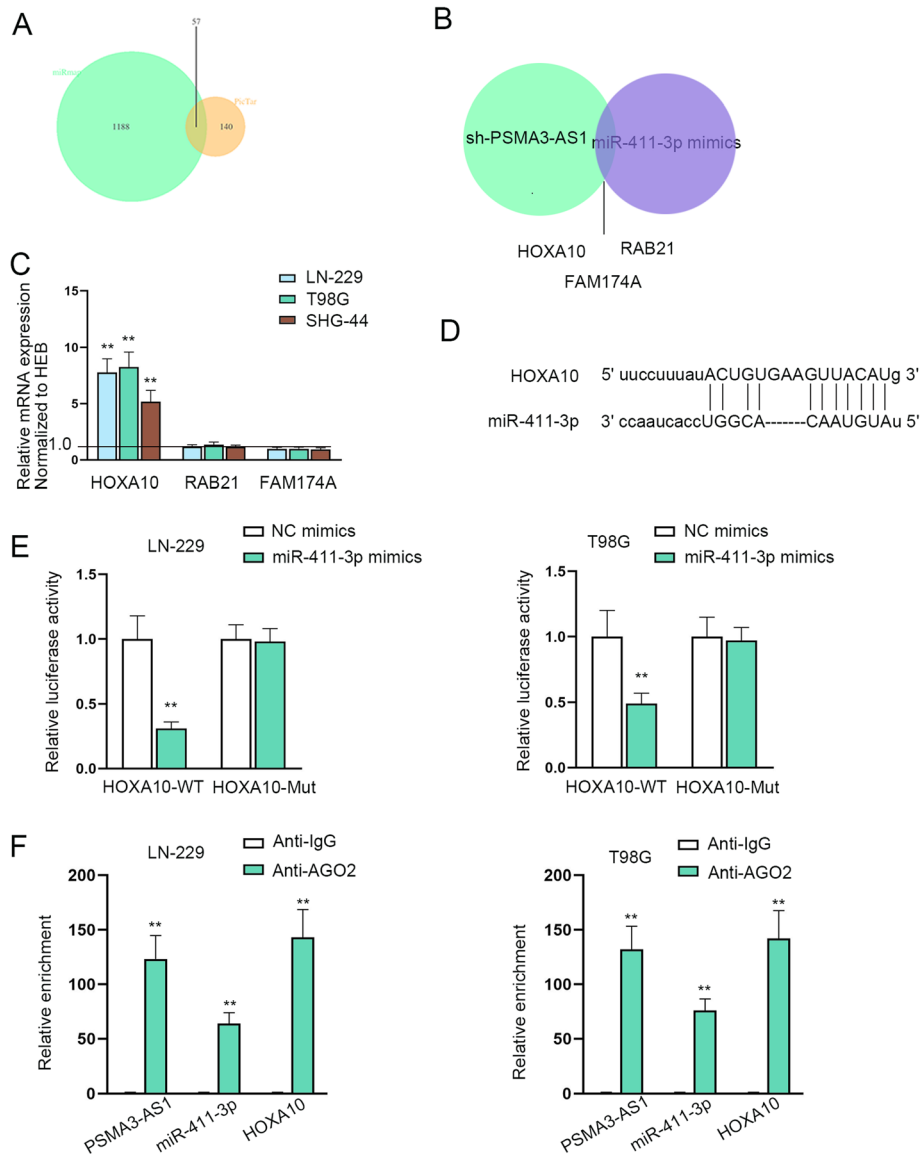 A
57
1188
PicTar
140
B
sh-PSMA3-AS1
miR-411-3p mimics
HOXA10
RAB21
FAM174A
C
LN-229
T98G
SHG-44
Relative mRNA expression
Normalized to HEB
15
10
5
1.0
0
**
**
**
HOXA10
RAB21
FAM174A
D
HOXA10 5' uuccuuuauACUGUGAAGUUACAUg 3'
miR-411-3p 3' ccaaucaccUGGCA-------CAAUGUAu 5'
E
LN-229
NC mimics
miR-411-3p mimics
Relative luciferase activity
1.5
1.0
0.5
0.0
**
HOXA10-WT
HOXA10-Mut
T98G
NC mimics
miR-411-3p mimics
Relative luciferase activity
1.5
1.0
0.5
0.0
**
HOXA10-WT
HOXA10-Mut
F
LN-229
Anti-IgG
Anti-AGO2
Relative enrichment
200
150
100
50
0
**
**
**
PSMA3-AS1
miR-411-3p
HOXA10
T98G
Anti-IgG
Anti-AGO2
Relative enrichment
200
150
100
50
0
**
**
**
PSMA3-AS1
miR-411-3p
HOXA10